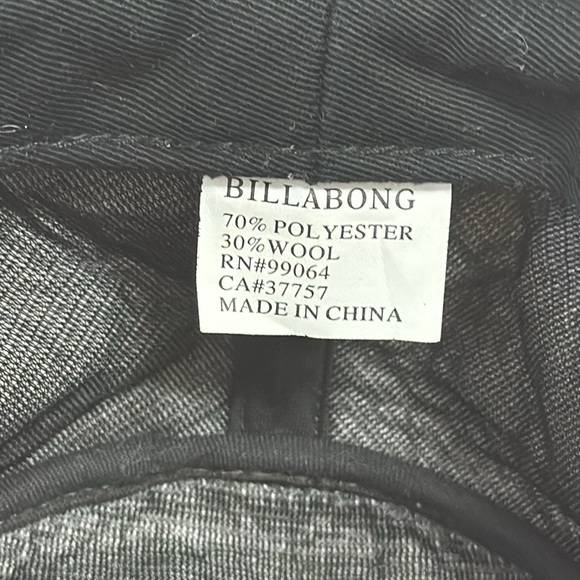 BILLABONG
70% POLYESTER
30% WOOL
RN#99064
CA#37757
MADE IN CHINA